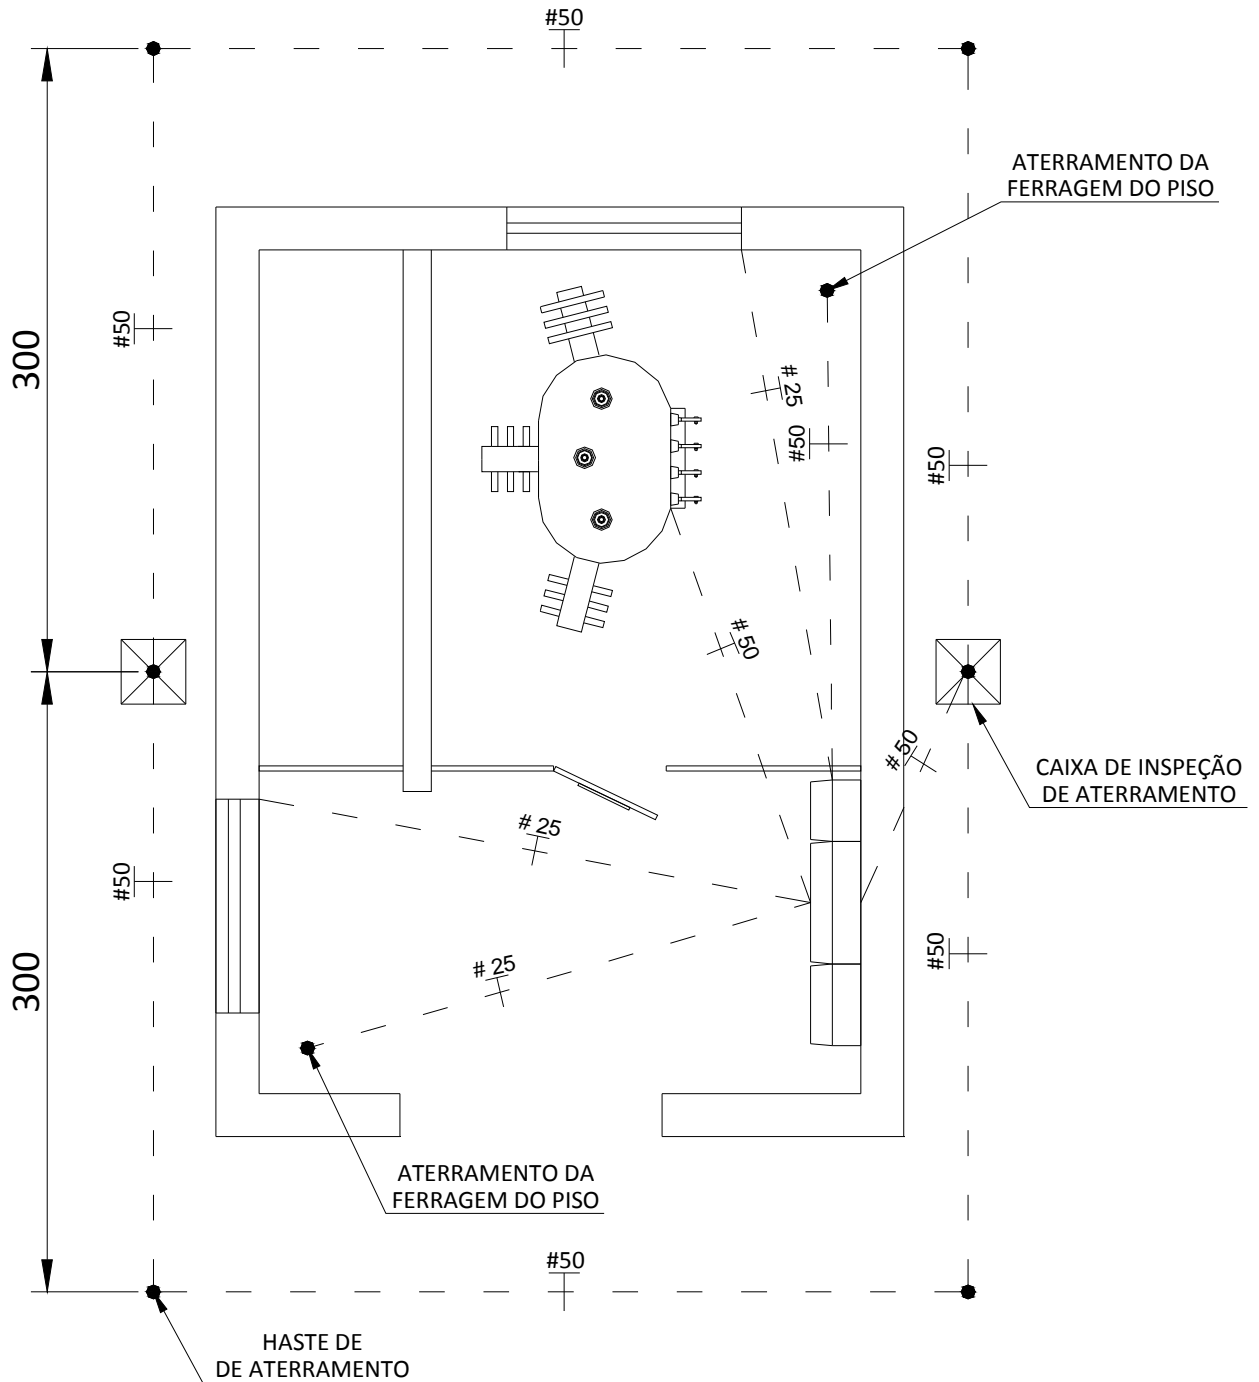 #50
ATERRAMENTO DA
FERRAGEM DO PISO
#50
300
# 25
#50
#50
# 50
# 50
CAIXA DE INSPEÇÃO
DE ATERRAMENTO
# 25
#50
#50
# 25
300
ATERRAMENTO DA
FERRAGEM DO PISO
#50
HASTE DE
DE ATERRAMENTO